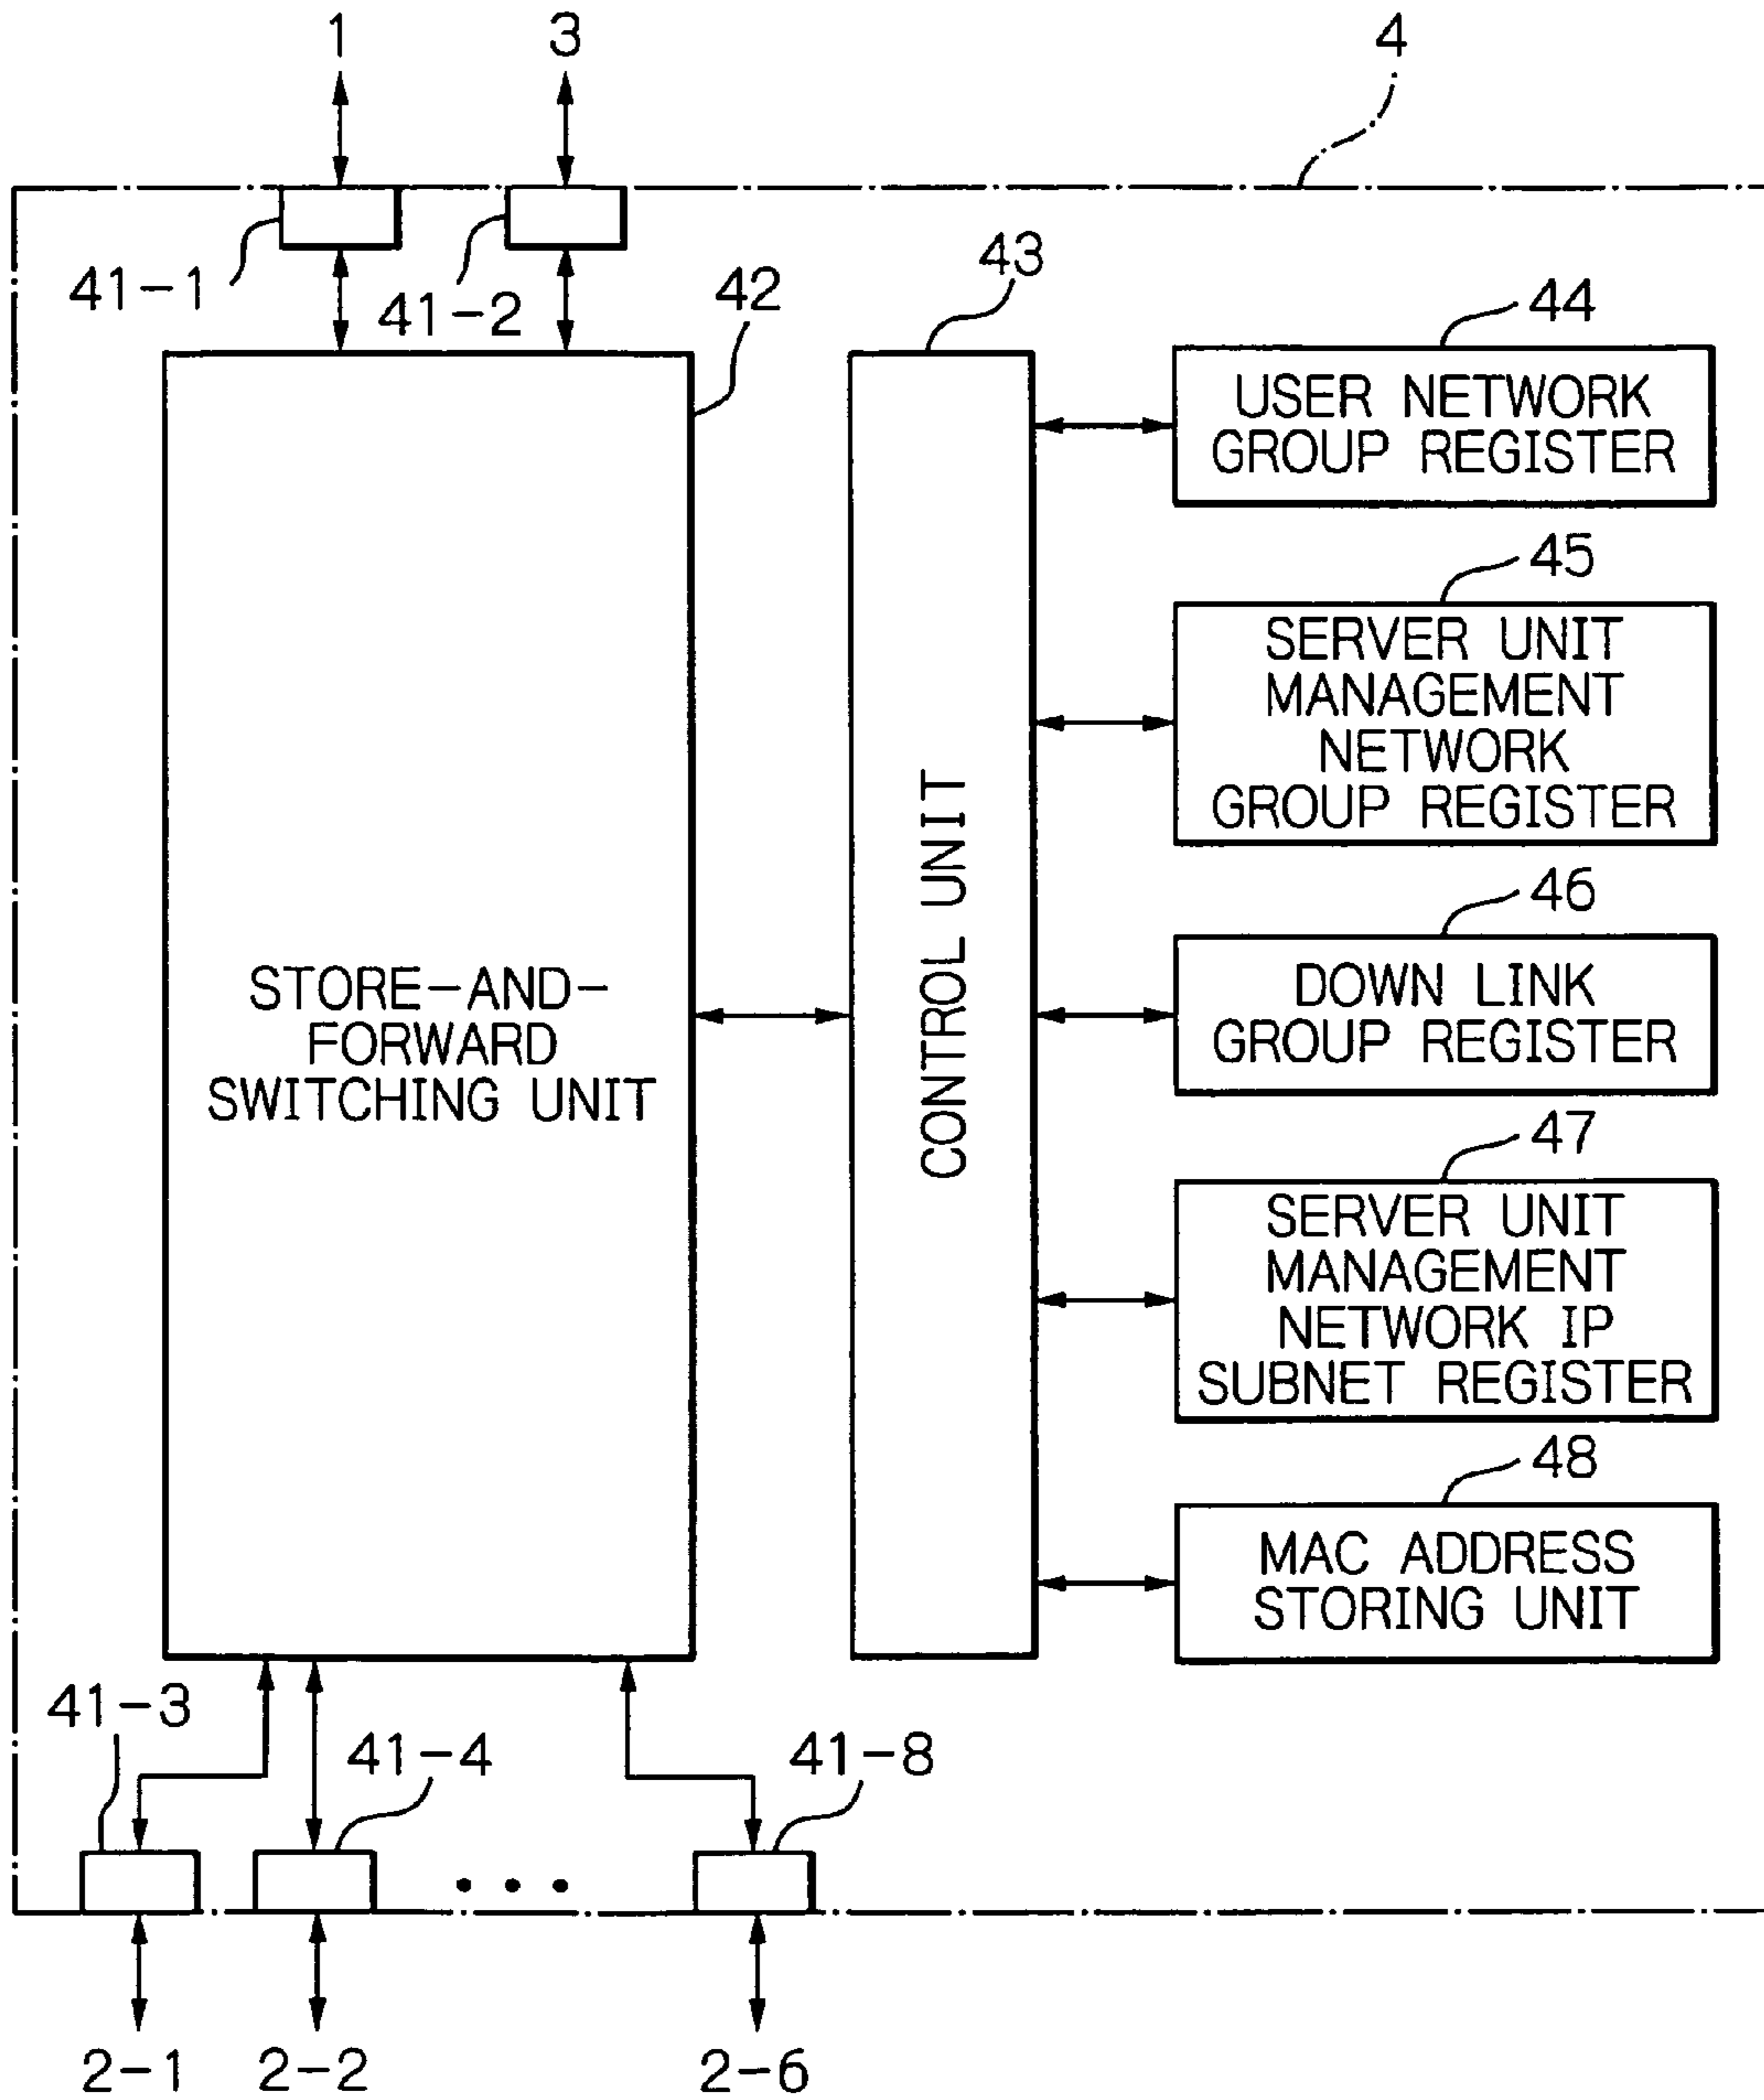 1
3
4
41-1
41-2
42
43
44
USER NETWORK
GROUP REGISTER
45
SERVER UNIT
MANAGEMENT
NETWORK
GROUP REGISTER
CONTROL UNIT
46
DOWN LINK
GROUP REGISTER
STORE-AND-
FORWARD
SWITCHING UNIT
47
SERVER UNIT
MANAGEMENT
NETWORK IP
SUBNET REGISTER
48
MAC ADDRESS
STORING UNIT
41-3
41-4
41-8
2-1
2-2
2-6